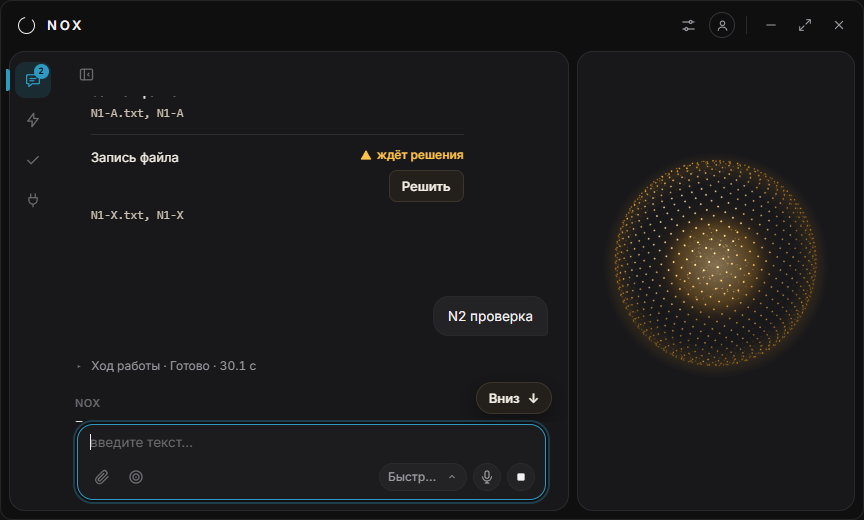 NOX
2
N1-A.txt, N1-A
Запись файла
ждёт решения
Решить
N1-X.txt, N1-X
N2 проверка
Ход работы · Готово · 30.1 с
NOX
Вниз ↓
введите текст...
Быстр...